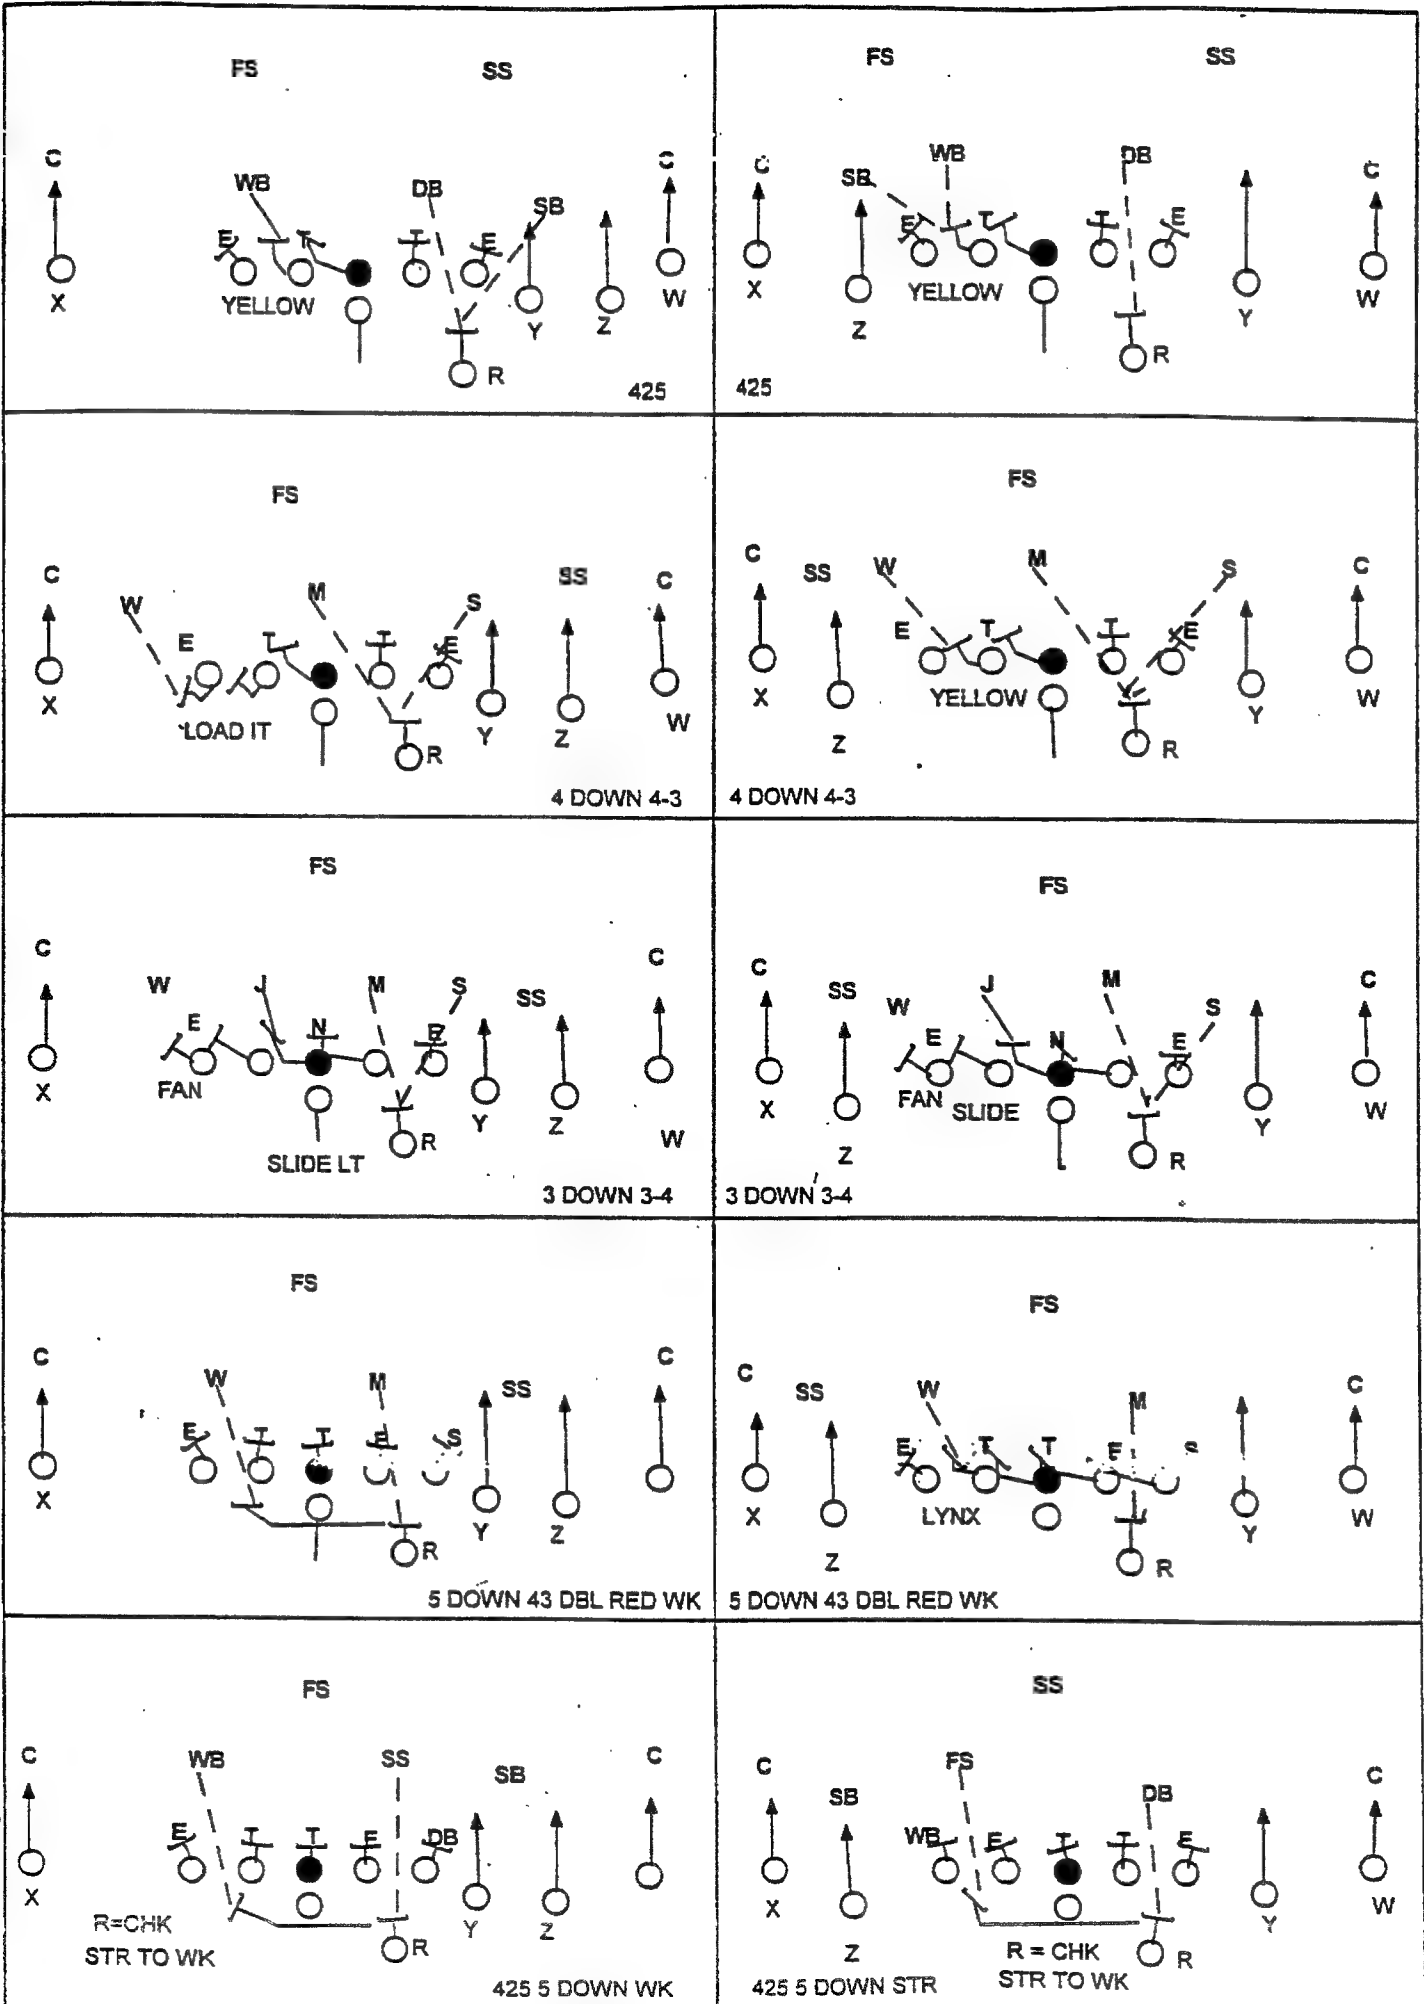 FS SS
C C
WB DB SB
E T T E
X YELLOW Y Z W
R
425
FS SS
C WB DB C
SB
E T T E
X YELLOW W
Z Y
R
425
FS
C SS C
W M S
E T T E
X LOAD IT Y Z W
R
4 DOWN 4-3
FS
C SS W M S C
E T T E
X YELLOW Y W
Z R
4 DOWN 4-3
FS
C C
W J M S SS
E N E
X FAN Y Z W
R
SLIDE LT
3 DOWN 3-4
FS
C SS W J M S C
E N E
X FAN SLIDE Y W
Z R
3 DOWN 3-4
FS
C C
W M SS
E T T E S
X Y Z
R
5 DOWN 43 DBL RED WK
FS
C SS W M C
E T T E S
X LYNX Y W
Z R
5 DOWN 43 DBL RED WK
FS
C WB SS SB C
E T T E DB
X Y Z
R=CHK R
STR TO WK
425 5 DOWN WK
SS
C SB FS DB C
WB E T T E
X Y W
Z R = CHK R
STR TO WK
425 5 DOWN STR